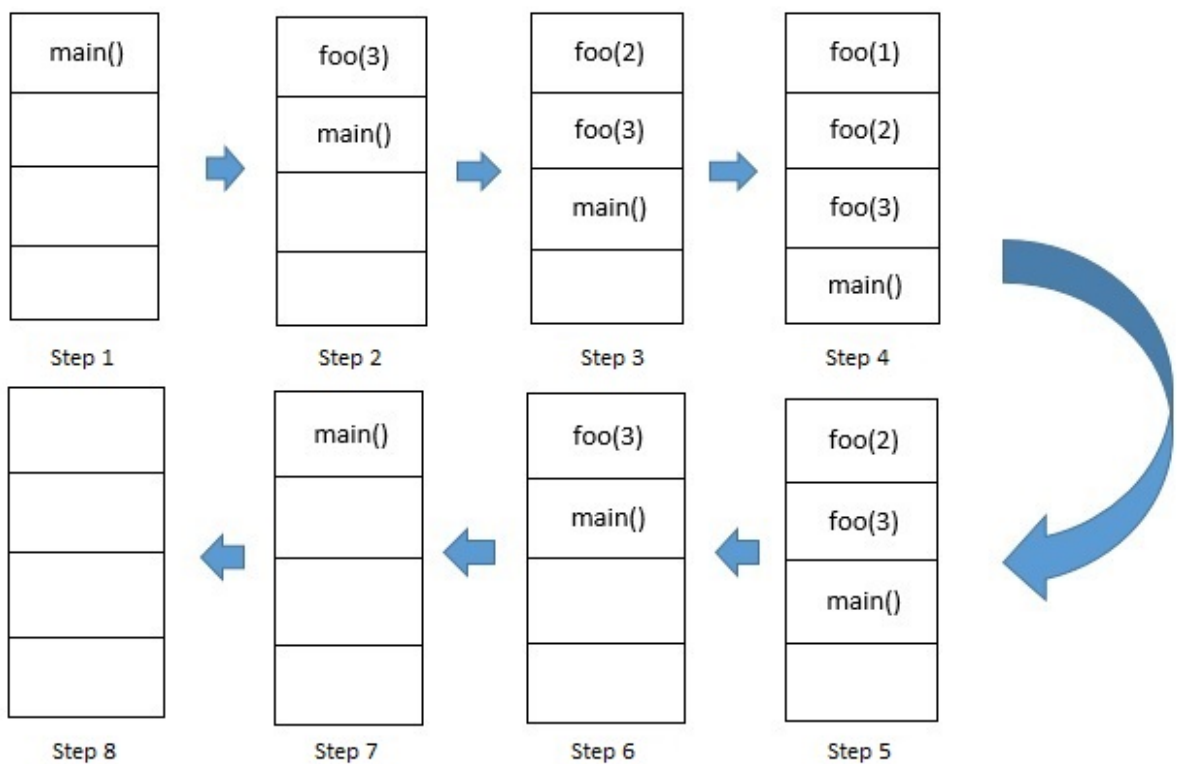 main()
foo(3)
main()
foo(2)
foo(3)
main()
foo(1)
foo(2)
foo(3)
main()
Step 1
Step 2
Step 3
Step 4
foo(2)
foo(3)
main()
foo(3)
main()
main()
Step 8
Step 7
Step 6
Step 5